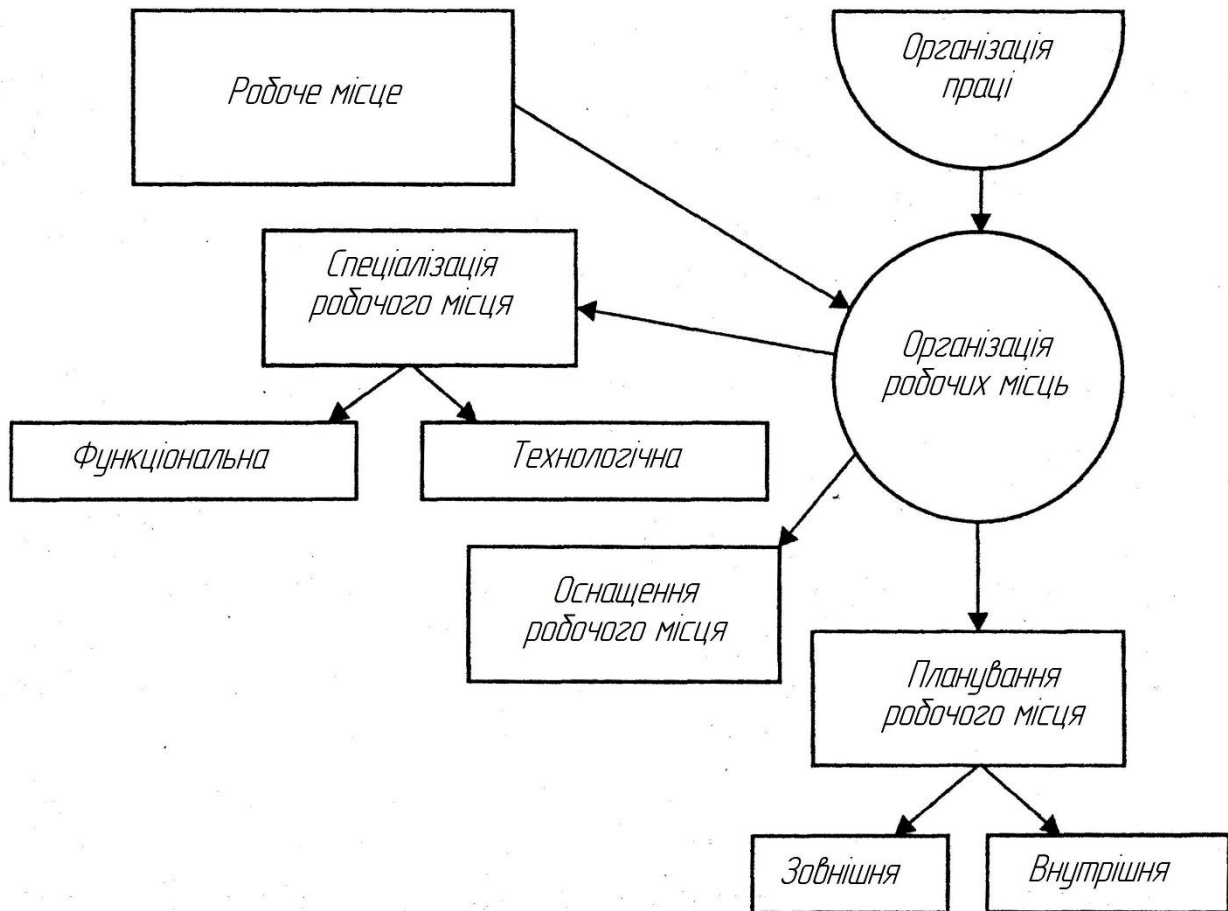 Робоче місце
Організація
праці
Спеціалізація
робочого місця
Організація
робочих місць
Функціональна
Технологічна
Оснащення
робочого місця
Планування
робочого місця
Зовнішня
Внутрішня